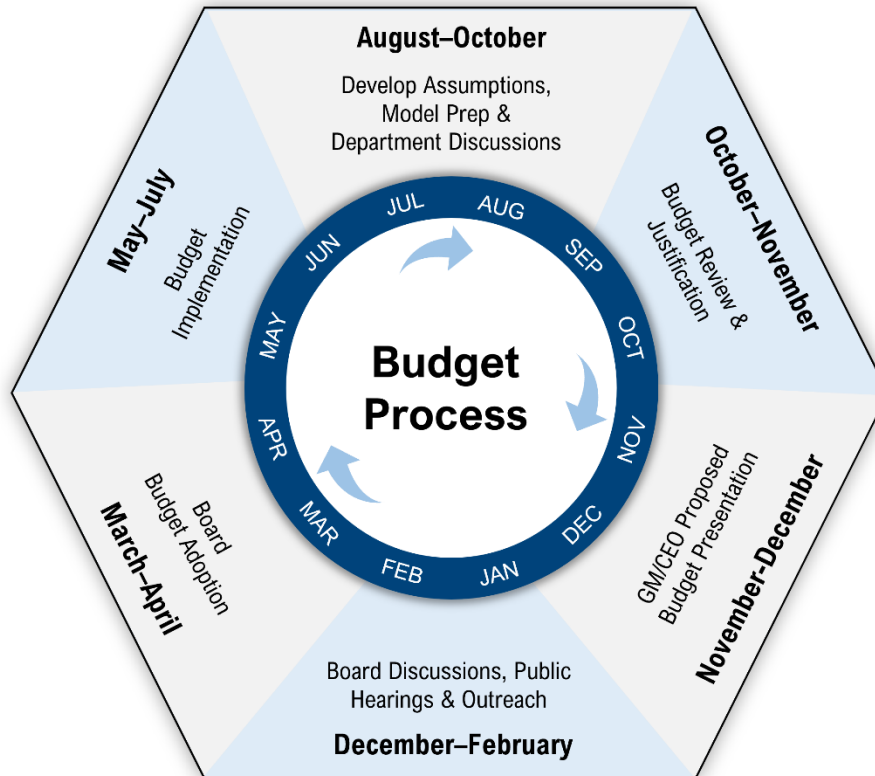 August–October
Develop Assumptions,
Model Prep &
Department Discussions
October–November
Budget Review &
Justification
November-December
GM/CEO Proposed
Budget Presentation
Board Discussions, Public
Hearings & Outreach
December–February
March–April
Board
Budget Adoption
May–July
Budget
Implementation
JUL
AUG
SEP
OCT
NOV
DEC
JAN
FEB
MAR
APR
MAY
JUN
Budget
Process